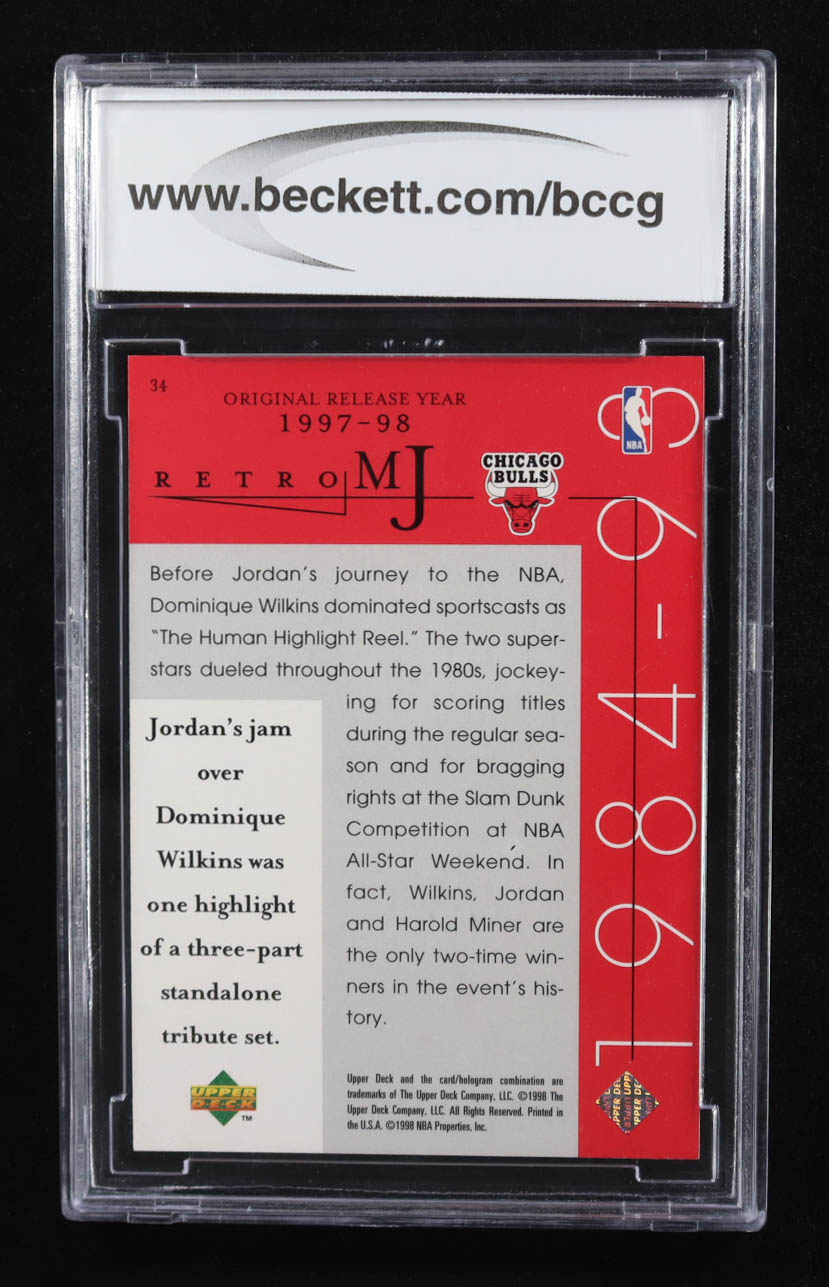 www.beckett.com/bccg
34
ORIGINAL RELEASE YEAR
1997-98
RETRO MJ
CHICAGO
BULLS
NBA
Before Jordan's journey to the NBA,
Dominique Wilkins dominated sportscasts as
"The Human Highlight Reel." The two super-
stars dueled throughout the 1980s, jockey-
ing for scoring titles
during the regular sea-
son and for bragging
rights at the Slam Dunk
Competition at NBA
All-Star Weekend. In
fact, Wilkins, Jordan
and Harold Miner are
the only two-time win-
ners in the event's his-
tory.
Jordan's jam
over
Dominique
Wilkins was
one highlight
of a three-part
standalone
tribute set.
UPPER
DECK
TM
Upper Deck and the card/hologram combination are
trademarks of The Upper Deck Company, LLC. ©1998 The
Upper Deck Company, LLC. All Rights Reserved. Printed in
the U.S.A. ©1998 NBA Properties, Inc.